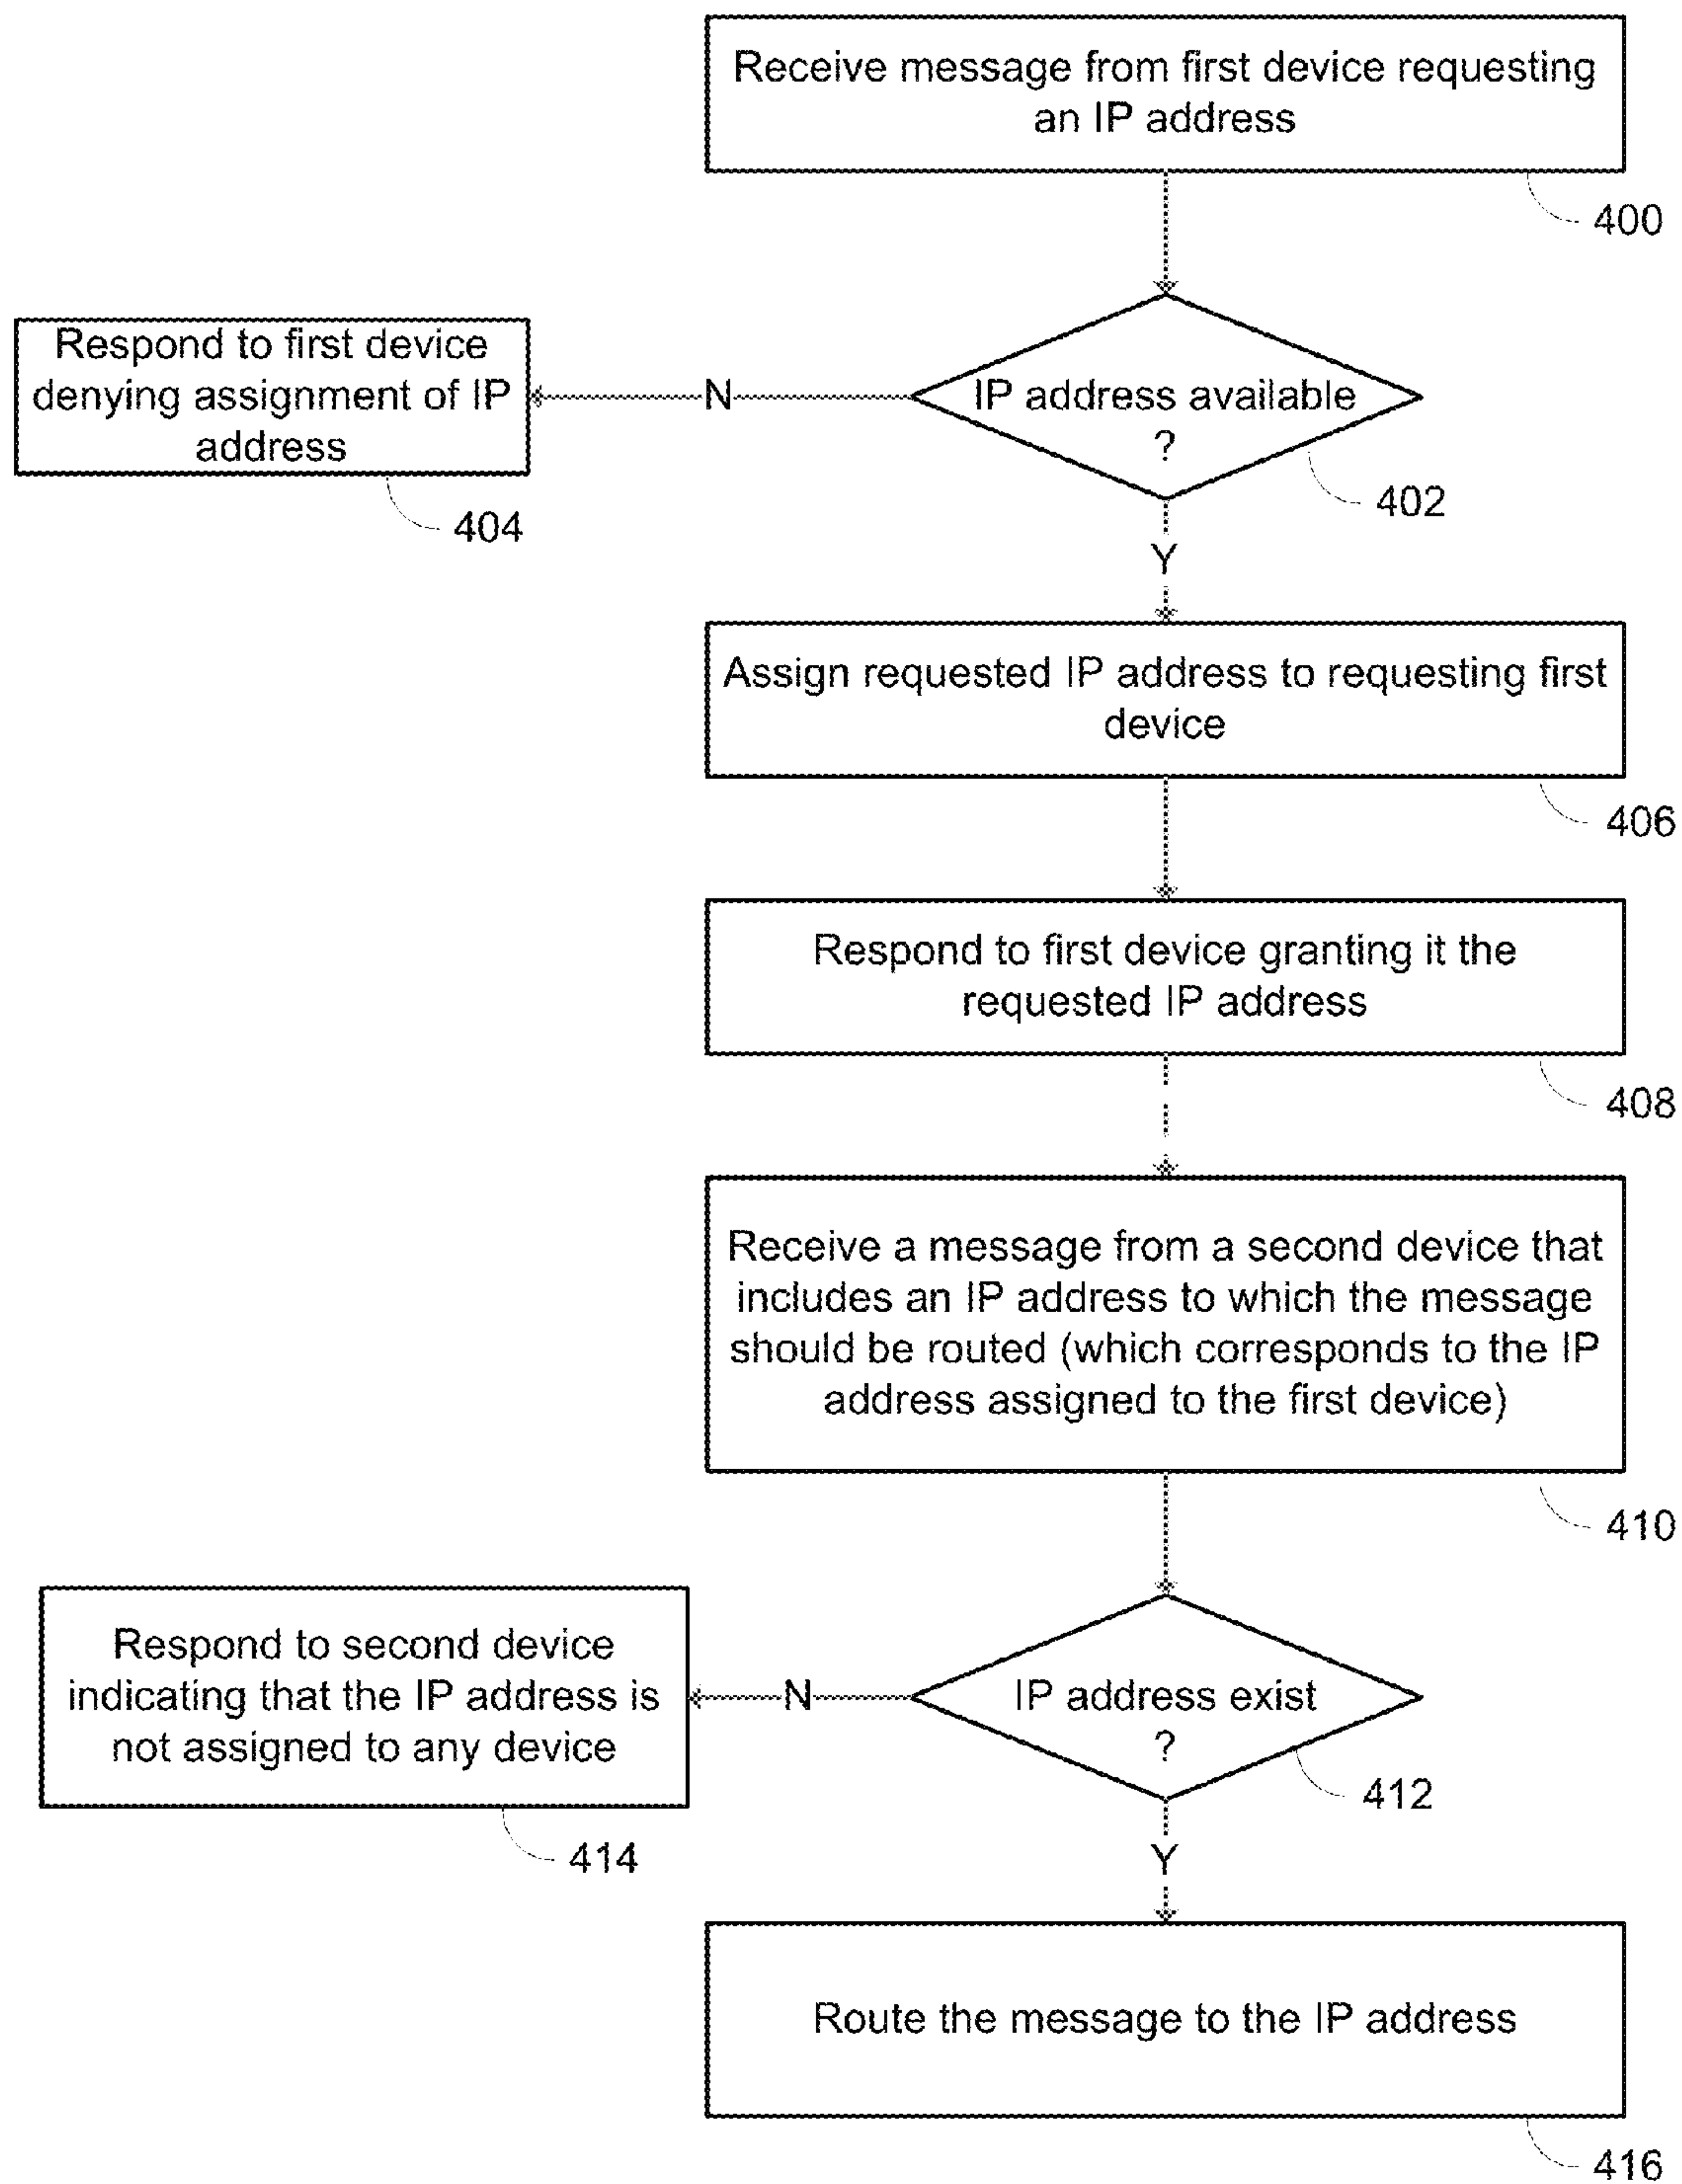 Receive message from first device requesting
an IP address
400
IP address available
?
402
N
Respond to first device
denying assignment of IP
address
404
Y
Assign requested IP address to requesting first
device
406
Respond to first device granting it the
requested IP address
408
Receive a message from a second device that
includes an IP address to which the message
should be routed (which corresponds to the IP
address assigned to the first device)
410
IP address exist
?
412
N
Respond to second device
indicating that the IP address is
not assigned to any device
414
Y
Route the message to the IP address
416